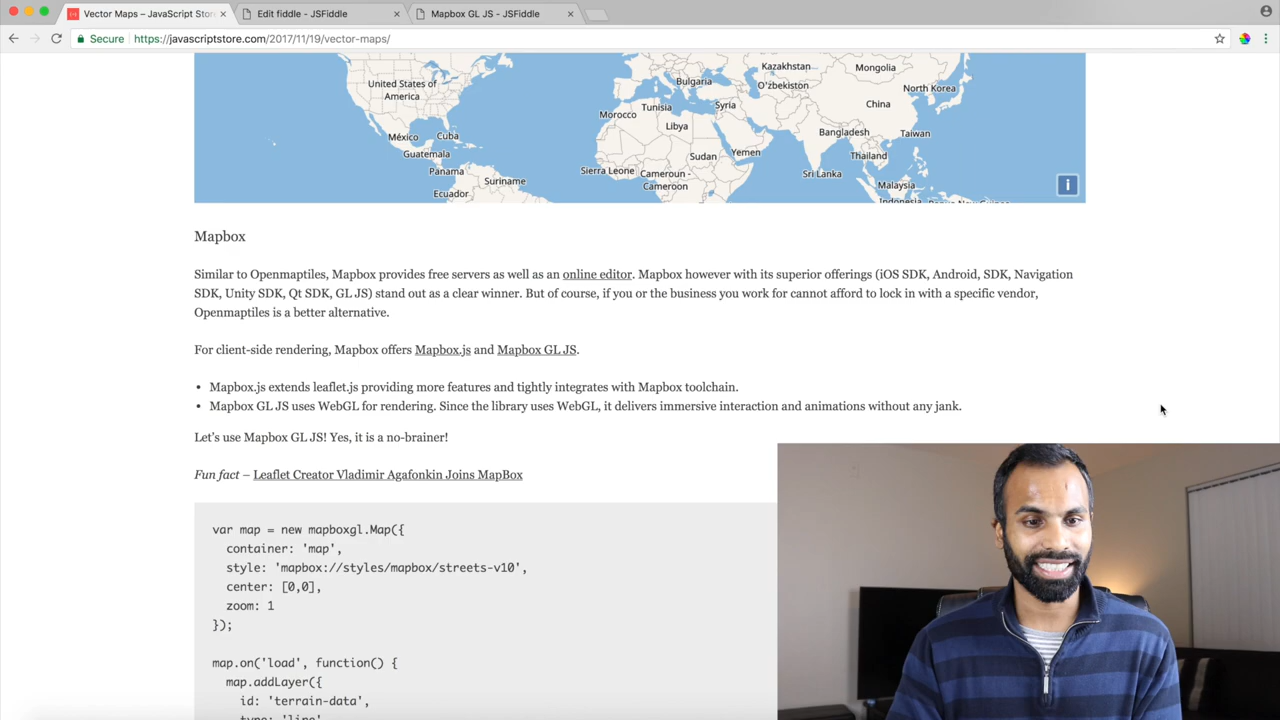 Vector Maps – JavaScript Stor
Edit fiddle - JSFiddle
Mapbox GL JS - JSFiddle
Secure
https://javascriptstore.com/2017/11/19/vector-maps/
United States of
America
México
Cuba
Guatemala
Panama
Suriname
Ecuador
Kazakhstan
Mongolia
Bulgaria
Oʻzbekiston
North Korea
Morocco
Tunisia
Syria
China
Libya
Bangladesh
Taiwan
Sudan
Yemen
Thailand
Sierra Leone
Cameroun -
Cameroon
Sri Lanka
Malaysia
Indonesia
i
Mapbox
Similar to Openmaptiles, Mapbox provides free servers as well as an online editor. Mapbox however with its superior offerings (iOS SDK, Android, SDK, Navigation
SDK, Unity SDK, Qt SDK, GL JS) stand out as a clear winner. But of course, if you or the business you work for cannot afford to lock in with a specific vendor,
Openmaptiles is a better alternative.
For client-side rendering, Mapbox offers Mapbox.js and Mapbox GL JS.
• Mapbox.js extends leaflet.js providing more features and tightly integrates with Mapbox toolchain.
• Mapbox GL JS uses WebGL for rendering. Since the library uses WebGL, it delivers immersive interaction and animations without any jank.
Let’s use Mapbox GL JS! Yes, it is a no-brainer!
Fun fact – Leaflet Creator Vladimir Agafonkin Joins MapBox
var map = new mapboxgl.Map({
container: 'map',
style: 'mapbox://styles/mapbox/streets-v10',
center: [0,0],
zoom: 1
});
map.on('load', function() {
map.addLayer({
id: 'terrain-data',
type: 'line'